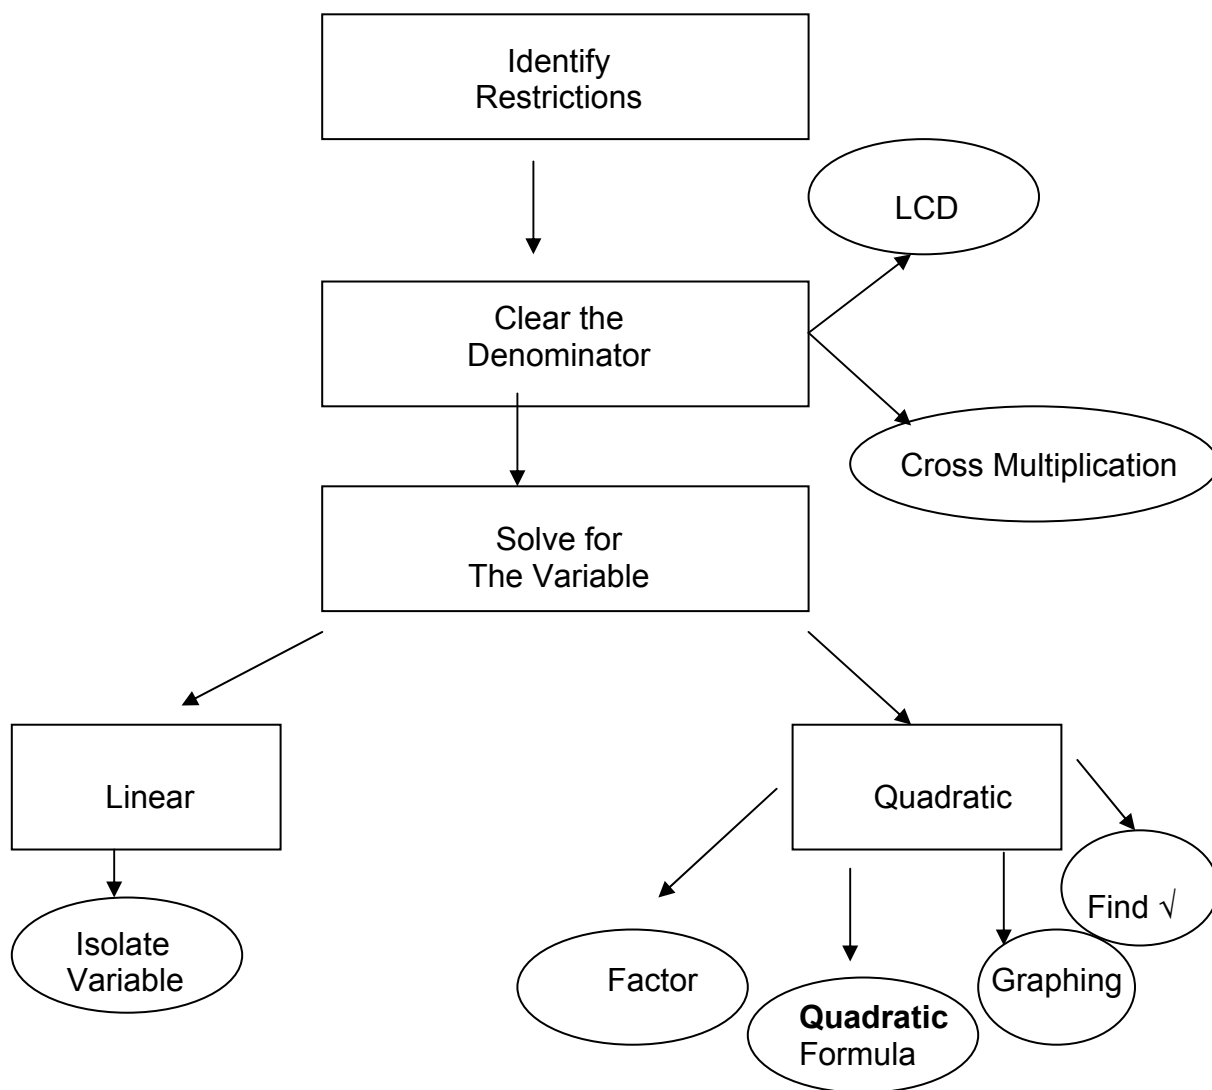 Identify
Restrictions
LCD
Clear the
Denominator
Cross Multiplication
Solve for
The Variable
Linear
Quadratic
Find √
Isolate
Variable
Factor
Graphing
Quadratic
Formula